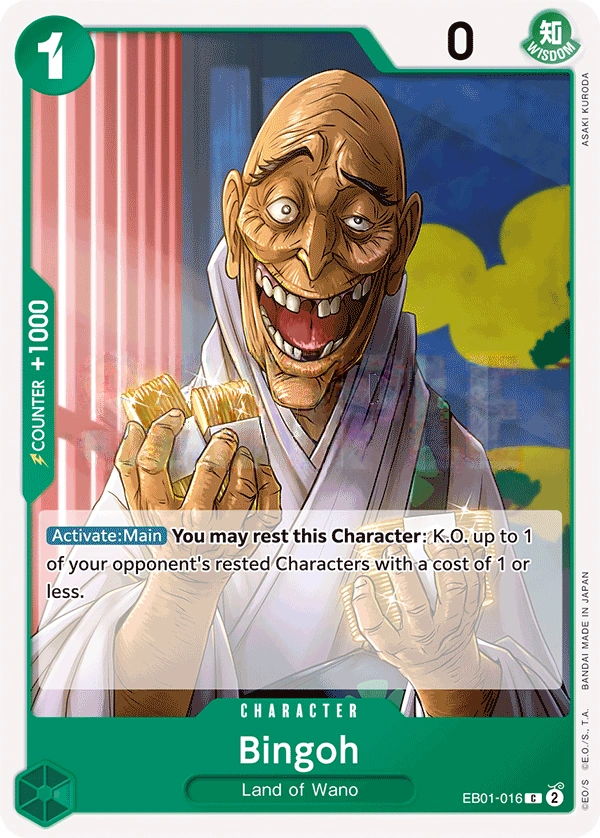 1
0
知
WISDOM
ASAKI KURODA
COUNTER +1000
Activate:Main You may rest this Character: K.O. up to 1
of your opponent's rested Characters with a cost of 1 or
less.
CHARACTER
Bingoh
Land of Wano
EB01-016 C 2
©EO/S ©E.O./S., T.A. BANDAI MADE IN JAPAN